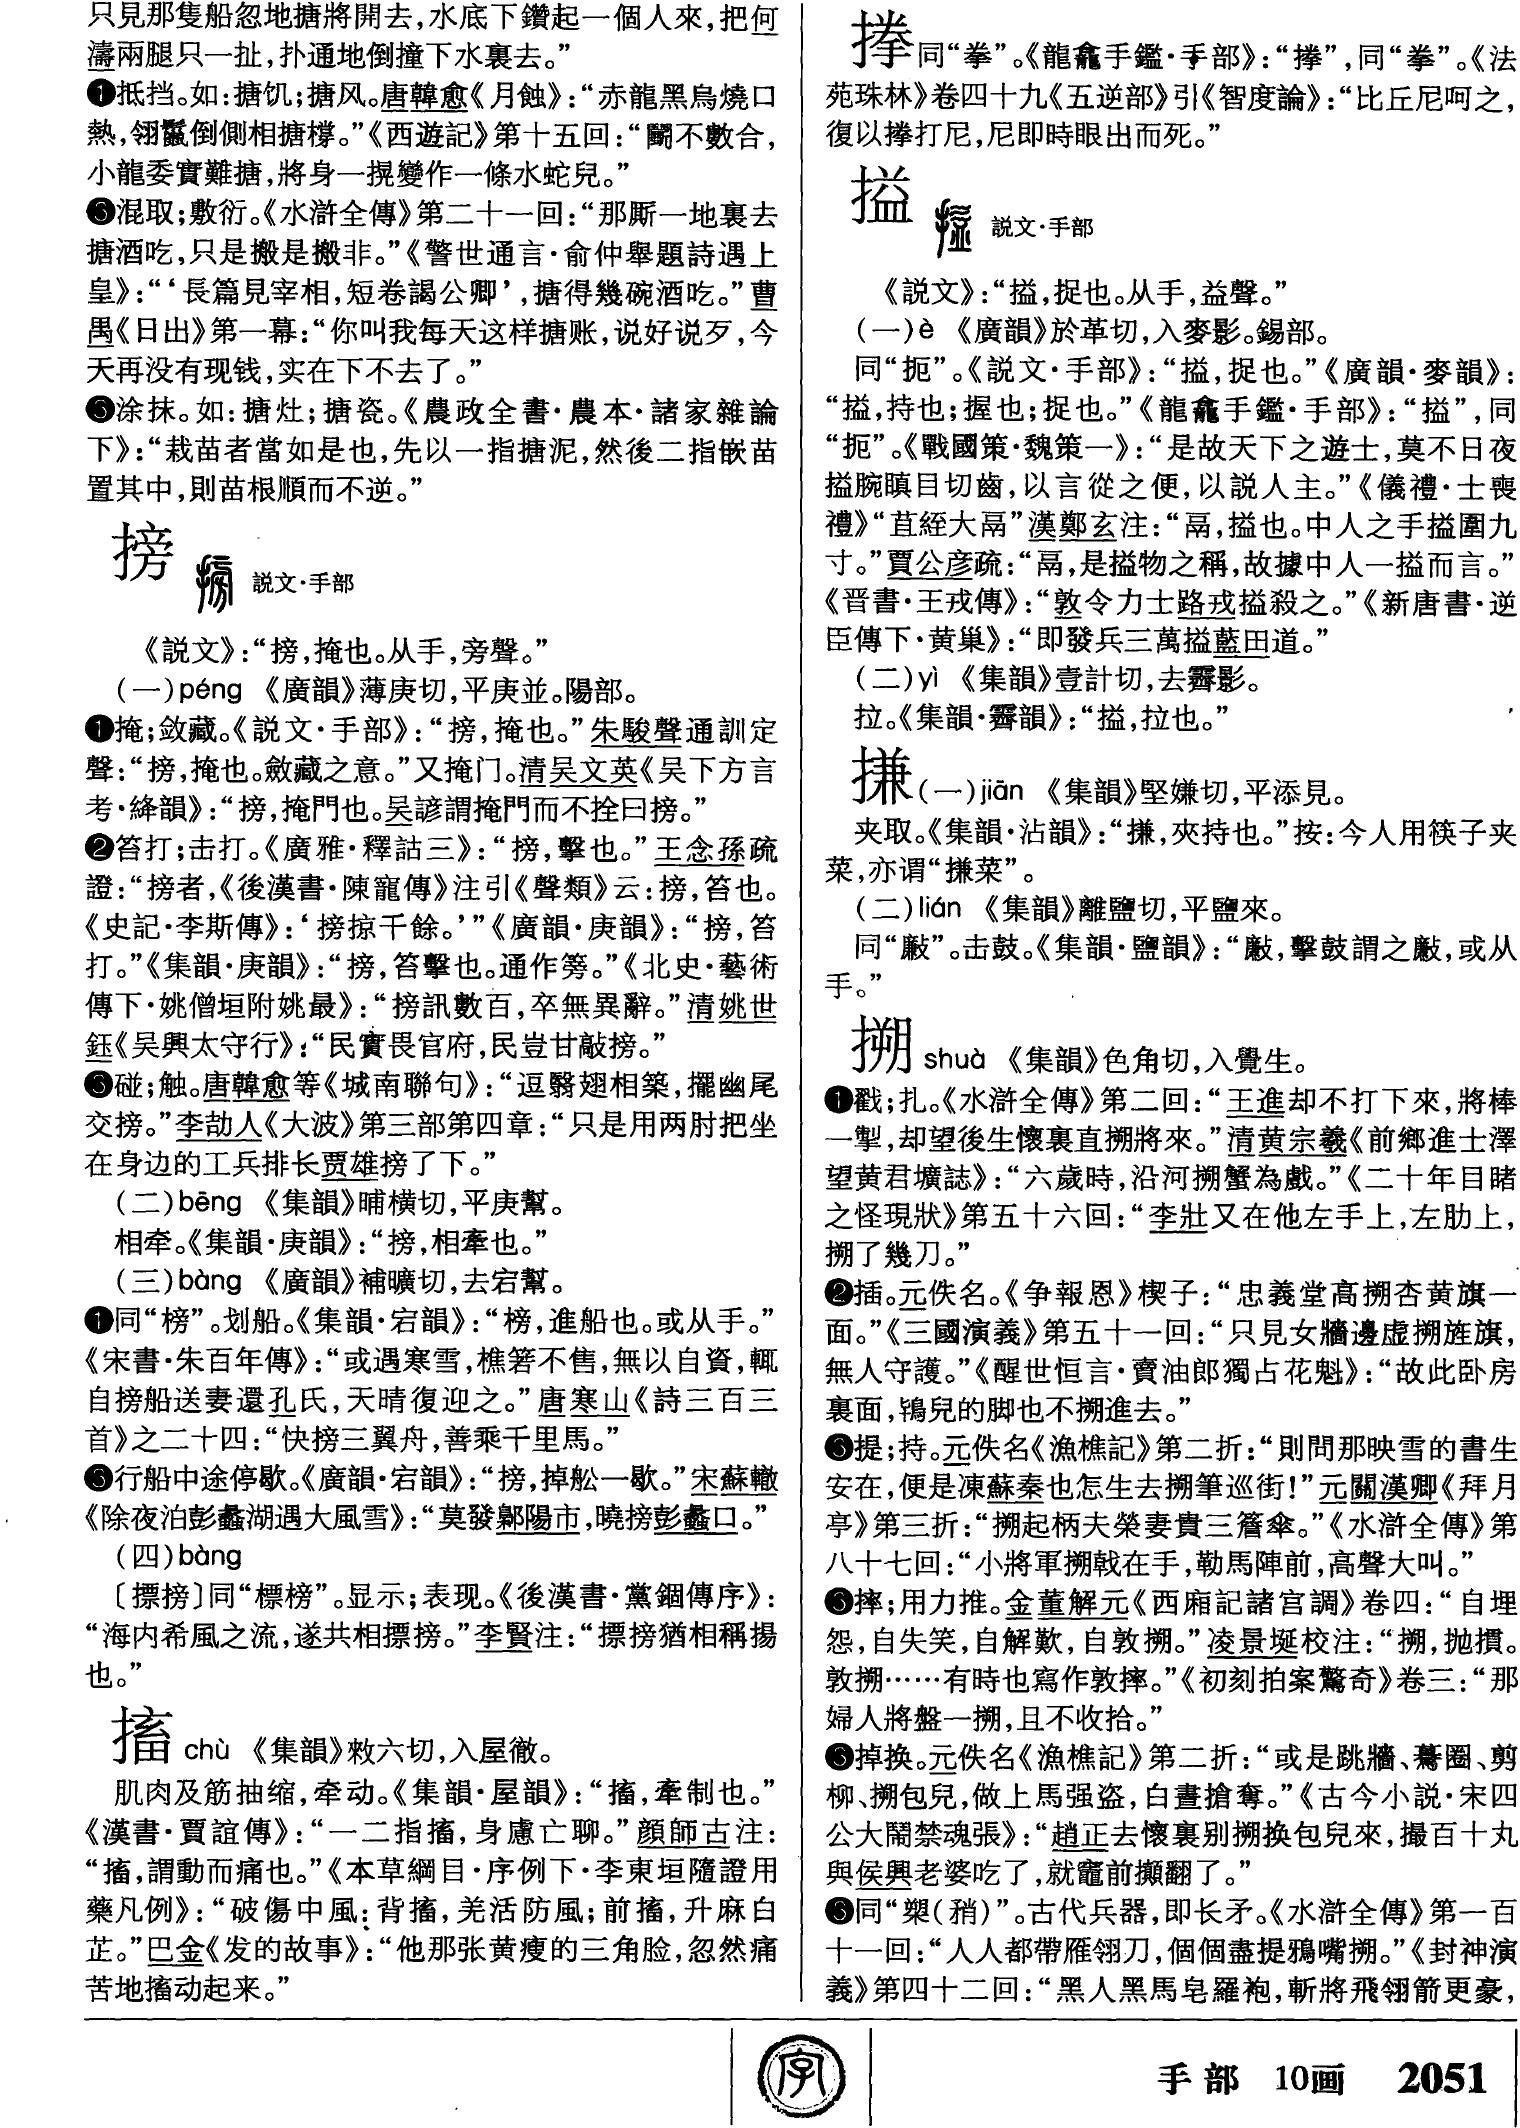 只見那隻船忽地搪將開去，水底下鑽起一個人來，把何
濤兩腿只一扯，扑通地倒撞下水裏去。”
❶抵挡。如：搪饥；搪风。唐韓愈《月蝕》：“赤龍黑烏燒口
熱，翎鬣倒側相搪撑。”《西遊記》第十五回：“鬭不數合，
小龍委實難搪，將身一挸變作一條水蛇兒。”
❸混取；敷衍。《水滸全傳》第二十一回：“那厮一地裏去
搪酒吃，只是搬是搬非。”《警世通言·俞仲舉題詩遇上
皇》：“‘長篇見宰相，短卷謁公卿’，搪得幾碗酒吃。”曹
禺《日出》第一幕：“你叫我每天这样搪账，说好说歹，今
天再没有现钱，实在下不去了。”
❸涂抹。如：搪灶；搪瓷。《農政全書·農本·諸家雜論
下》：“栽苗者當如是也，先以一指搪泥，然後二指嵌苗
置其中，則苗根順而不逆。”
搒 説文·手部
《説文》：“搒，掩也。从手，旁聲。”
（一）péng 《廣韻》薄庚切，平庚並。陽部。
❶掩；敛藏。《説文·手部》：“搒，掩也。”朱駿聲通訓定
聲：“搒，掩也。斂藏之意。”又掩门。清吴文英《吴下方言
考·絳韻》：“搒，掩門也。吴諺謂掩門而不拴曰搒。”
❷笞打；击打。《廣雅·釋詁三》：“搒，擊也。”王念孫疏
證：“搒者，《後漢書·陳寵傳》注引《聲類》云：搒，笞也。
《史記·李斯傳》：‘搒掠千餘。’”《廣韻·庚韻》：“搒，笞
打。”《集韻·庚韻》：“搒，笞擊也。通作篣。”《北史·藝術
傳下·姚僧垣附姚最》：“搒訊數百，卒無異辭。”清姚世
鈺《吴興太守行》：“民實畏官府，民豈甘敲搒。”
❸碰；触。唐韓愈等《城南聯句》：“逗翳翅相築，擺幽尾
交搒。”李劼人《大波》第三部第四章：“只是用两肘把坐
在身边的工兵排长贾雄搒了下。”
（二）bēng 《集韻》晡横切，平庚幫。
相牵。《集韻·庚韻》：“搒，相牽也。”
（三）bàng 《廣韻》補曠切，去宕幫。
❶同“榜”。划船。《集韻·宕韻》：“榜，進船也。或从手。”
《宋書·朱百年傳》：“或遇寒雪，樵箬不售，無以自資，輒
自搒船送妻還孔氏，天晴復迎之。”唐寒山《詩三百三
首》之二十四：“快搒三翼舟，善乘千里馬。”
❸行船中途停歇。《廣韻·宕韻》：“搒，掉舩一歇。”宋蘇轍
《除夜泊彭蠡湖遇大風雪》：“莫發鄡陽市，曉搒彭蠡口。”
（四）bàng
〔摽搒〕同“標榜”。显示；表现。《後漢書·黨錮傳序》：
“海内希風之流，遂共相摽搒。”李賢注：“摽搒猶相稱揚
也。”
搐 chù 《集韻》敕六切，入屋徹。
肌肉及筋抽缩，牵动。《集韻·屋韻》：“搐，牽制也。”
《漢書·賈誼傳》：“一二指搐，身慮亡聊。”顔師古注：
“搐，謂動而痛也。”《本草綱目·序例下·李東垣隨證用
藥凡例》：“破傷中風：背搐，羌活防風；前搐，升麻白
芷。”巴金《发的故事》：“他那张黄瘦的三角脸，忽然痛
苦地搐动起来。”
搼同“拳”。《龍龕手鑑·手部》：“搼”，同“拳”。《法
苑珠林》卷四十九《五逆部》引《智度論》：“比丘尼呵之，
復以搼打尼，尼即時眼出而死。”
搤 説文·手部
《説文》：“搤，捉也。从手，益聲。”
（一）è 《廣韻》於革切，入麥影。錫部。
同“扼”。《説文·手部》：“搤，捉也。”《廣韻·麥韻》：
“搤，持也；握也；捉也。”《龍龕手鑑·手部》：“搤”，同
“扼”。《戰國策·魏策一》：“是故天下之遊士，莫不日夜
搤腕瞋目切齒，以言從之便，以説人主。”《儀禮·士喪
禮》“苴絰大鬲”漢鄭玄注：“鬲，搤也。中人之手搤圍九
寸。”賈公彦疏：“鬲，是搤物之稱，故據中人一搤而言。”
《晋書·王戎傳》：“敦令力士路戎搤殺之。”《新唐書·逆
臣傳下·黄巢》：“即發兵三萬搤藍田道。”
（二）yì 《集韻》壹計切，去霽影。
拉。《集韻·霽韻》：“搤，拉也。”
搛（一）jiān 《集韻》堅嫌切，平添見。
夹取。《集韻·沾韻》：“搛，夾持也。”按：今人用筷子夹
菜，亦谓“搛菜”。
（二）lián 《集韻》離鹽切，平鹽來。
同“㪘”。击鼓。《集韻·鹽韻》：“㪘，擊鼓謂之㪘，或从
手。”
搠 shuò 《集韻》色角切，入覺生。
❶戳；扎。《水滸全傳》第二回：“王進却不打下來，將棒
一掣，却望後生懷裏直搠將來。”清黄宗羲《前鄉進士澤
望黄君壙誌》：“六歲時，沿河搠蟹為戲。”《二十年目睹
之怪現狀》第五十六回：“李壯又在他左手上，左肋上，
搠了幾刀。”
❷插。元佚名。《争報恩》楔子：“忠義堂高搠杏黄旗一
面。”《三國演義》第五十一回：“只見女牆邊虚搠旌旗，
無人守護。”《醒世恒言·賣油郎獨占花魁》：“故此卧房
裏面，鴇兒的脚也不搠進去。”
❸提；持。元佚名《漁樵記》第二折：“則問那映雪的書生
安在，便是凍蘇秦也怎生去搠筆巡街！”元關漢卿《拜月
亭》第三折：“搠起柄夫榮妻貴三簷傘。”《水滸全傳》第
八十七回：“小將軍搠戟在手，勒馬陣前，高聲大叫。”
❸摔；用力推。金董解元《西廂記諸宫調》卷四：“自埋
怨，自失笑，自解歎，自敦搠。”凌景埏校注：“搠，抛摜。
敦搠……有時也寫作敦摔。”《初刻拍案驚奇》卷三：“那
婦人將盤一搠，且不收拾。”
❸掉换。元佚名《漁樵記》第二折：“或是跳牆、驀圈、剪
柳、搠包兒，做上馬强盗，白晝搶奪。”《古今小説·宋四
公大鬧禁魂張》：“趙正去懷裏别搠换包兒來，撮百十丸
與侯興老婆吃了，就竈前攧翻了。”
❸同“槊（矟）”。古代兵器，即长矛。《水滸全傳》第一百
十一回：“人人都帶雁翎刀，個個盡提鴉嘴搠。”《封神演
義》第四十二回：“黑人黑馬皂羅袍，斬將飛翎箭更豪，
字
手部 10画 2051